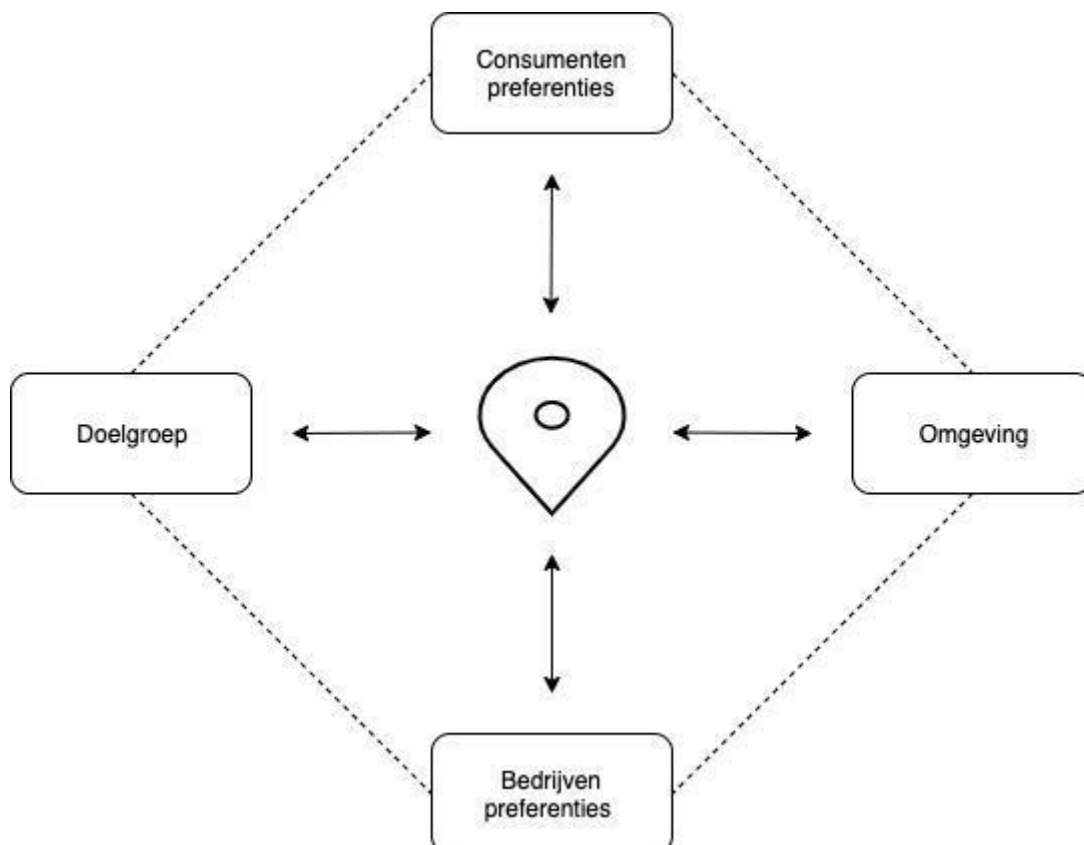 Consumenten
preferenties
Doelgroep
Omgeving
Bedrijven
preferenties